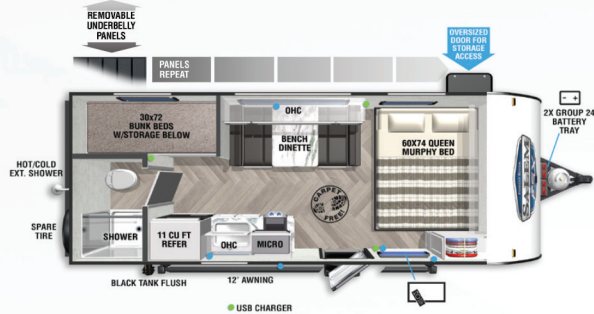 REMOVABLE
UNDERBELLY
PANELS
PANELS
REPEAT
OVERSIZED
DOOR FOR
STORAGE
ACCESS
2X GROUP 24
BATTERY
TRAY
30x72
BUNK BEDS
W/STORAGE BELOW
OHC
BENCH
DINETTE
60X74 QUEEN
MURPHY BED
HOT/COLD
EXT. SHOWER
CARPET
FREE!
SALEM
SPARE
TIRE
SHOWER
11 CU FT
REFER
OHC
MICRO
BLACK TANK FLUSH
12' AWNING
USB CHARGER